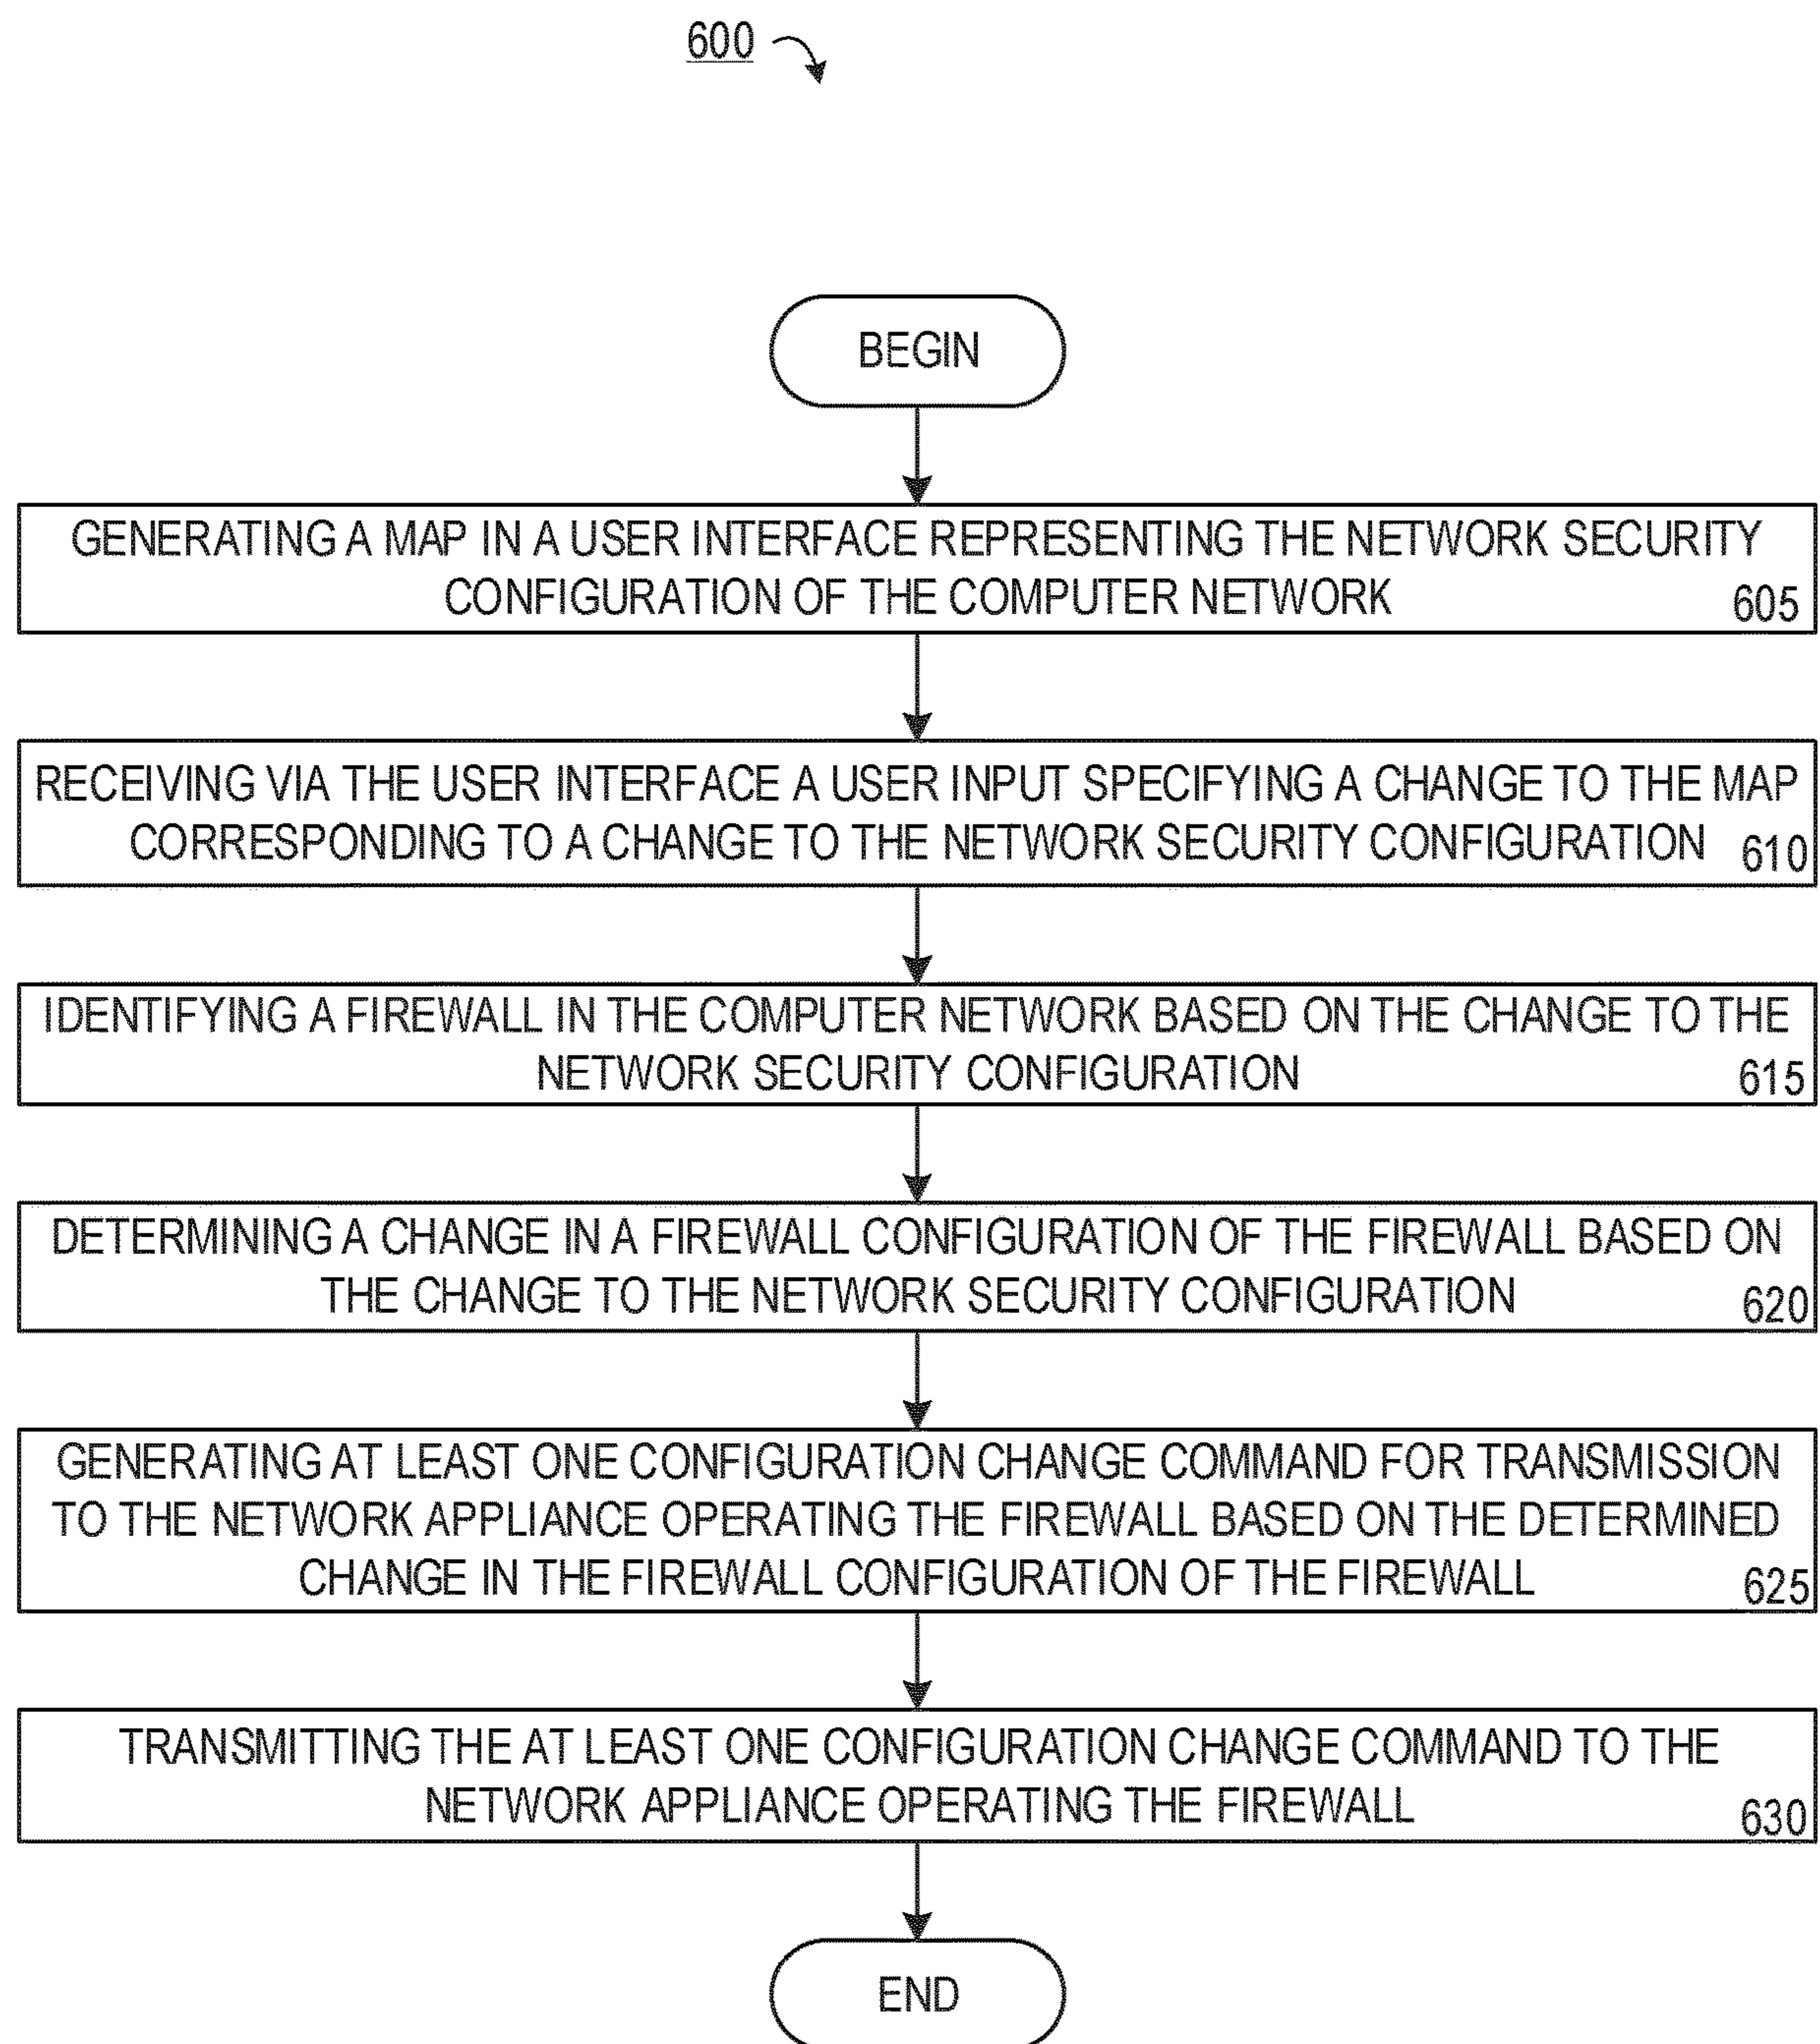 600
BEGIN
GENERATING A MAP IN A USER INTERFACE REPRESENTING THE NETWORK SECURITY
CONFIGURATION OF THE COMPUTER NETWORK
605
RECEIVING VIA THE USER INTERFACE A USER INPUT SPECIFYING A CHANGE TO THE MAP
CORRESPONDING TO A CHANGE TO THE NETWORK SECURITY CONFIGURATION
610
IDENTIFYING A FIREWALL IN THE COMPUTER NETWORK BASED ON THE CHANGE TO THE
NETWORK SECURITY CONFIGURATION
615
DETERMINING A CHANGE IN A FIREWALL CONFIGURATION OF THE FIREWALL BASED ON
THE CHANGE TO THE NETWORK SECURITY CONFIGURATION
620
GENERATING AT LEAST ONE CONFIGURATION CHANGE COMMAND FOR TRANSMISSION
TO THE NETWORK APPLIANCE OPERATING THE FIREWALL BASED ON THE DETERMINED
CHANGE IN THE FIREWALL CONFIGURATION OF THE FIREWALL
625
TRANSMITTING THE AT LEAST ONE CONFIGURATION CHANGE COMMAND TO THE
NETWORK APPLIANCE OPERATING THE FIREWALL
630
END